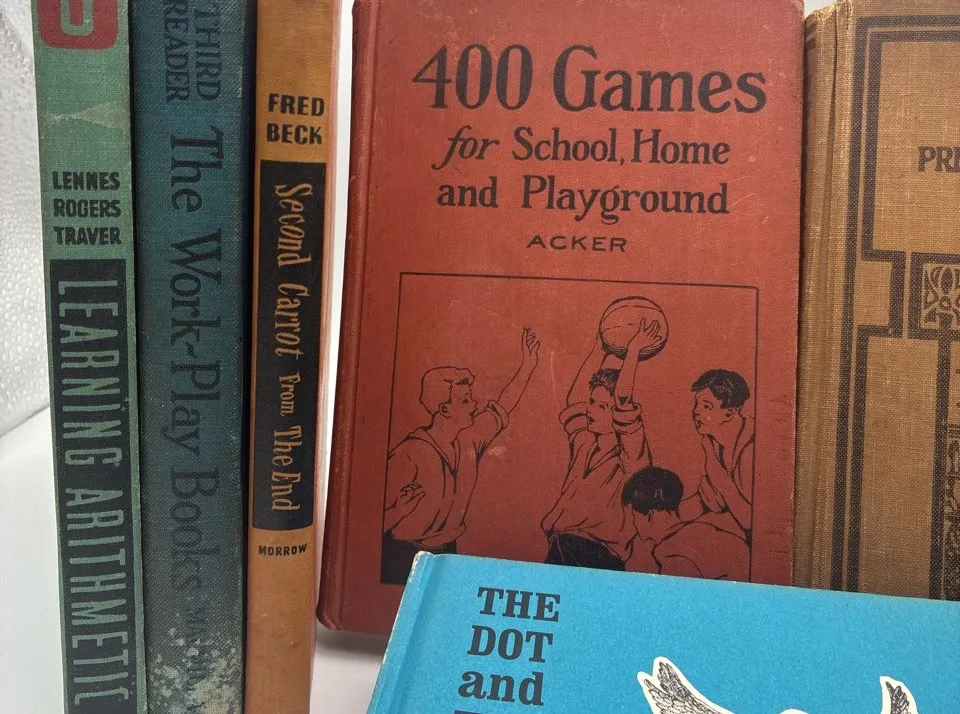 LENNES
ROGERS
TRAVER
LEARNING ARITHMETIC
THIRD
READER
The Work-Play Books
FRED
BECK
Second Carrot From The End
MORROW
400 Games
for School, Home
and Playground
ACKER
THE
DOT
and